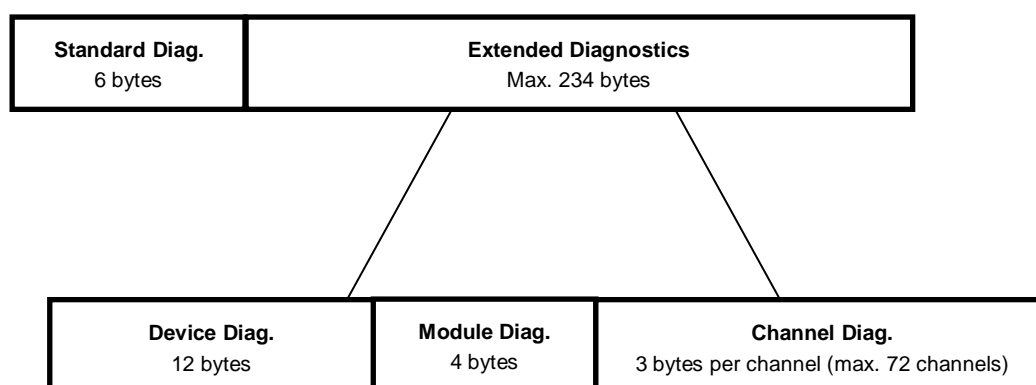 Standard Diag.
6 bytes
Extended Diagnostics
Max. 234 bytes
Device Diag.
12 bytes
Module Diag.
4 bytes
Channel Diag.
3 bytes per channel (max. 72 channels)